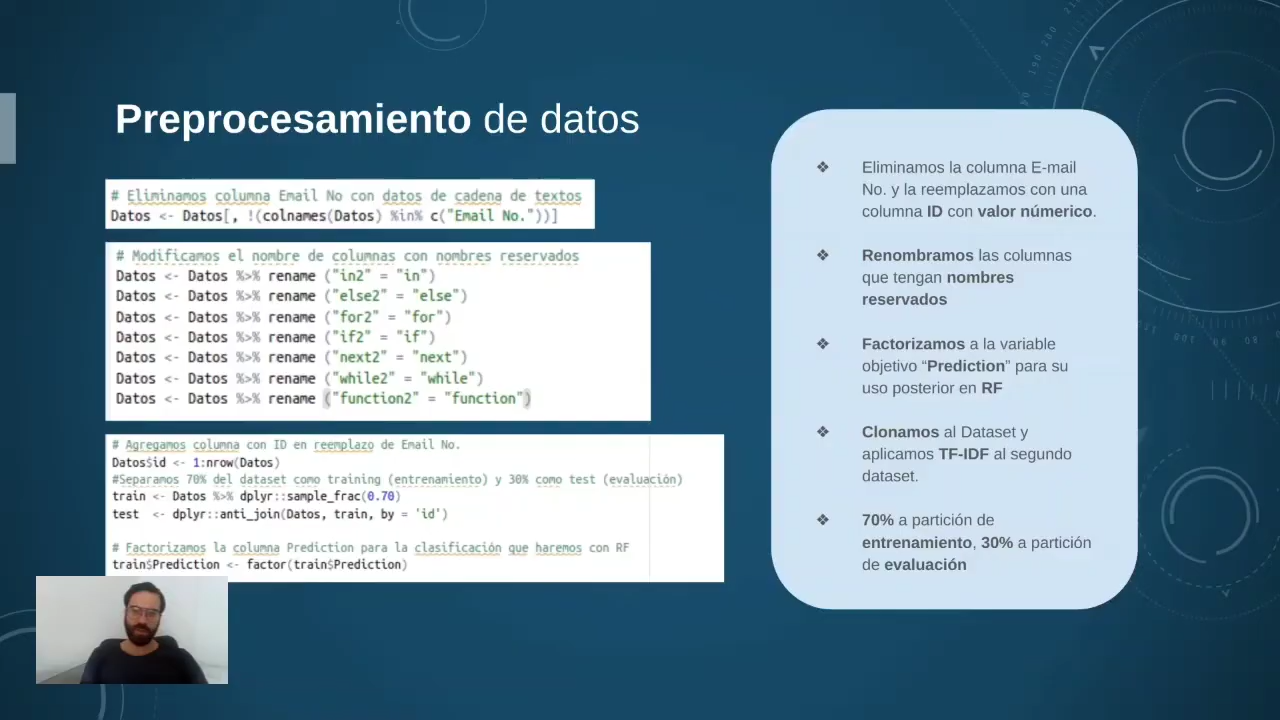 Preprocesamiento de datos
# Eliminamos columna Email No con datos de cadena de textos
Datos <- Datos[, !(colnames(Datos) %in% c("Email No."))]
# Modificamos el nombre de columnas con nombres reservados
Datos <- Datos %>% rename ("in2" = "in")
Datos <- Datos %>% rename ("else2" = "else")
Datos <- Datos %>% rename ("for2" = "for")
Datos <- Datos %>% rename ("if2" = "if")
Datos <- Datos %>% rename ("next2" = "next")
Datos <- Datos %>% rename ("while2" = "while")
Datos <- Datos %>% rename ("function2" = "function")
# Agregamos columna con ID en reemplazo de Email No.
Datos$id <- 1:nrow(Datos)
#Separamos 70% del dataset como training (entrenamiento) y 30% como test (evaluación)
train <- Datos %>% dplyr::sample_frac(0.70)
test <- dplyr::anti_join(Datos, train, by = 'id')
# Factorizamos la columna Prediction para la clasificación que haremos con RF
train$Prediction <- factor(train$Prediction)
❖ Eliminamos la columna E-mail
No. y la reemplazamos con una
columna ID con valor númerico.
❖ Renombramos las columnas
que tengan nombres
reservados
❖ Factorizamos a la variable
objetivo “Prediction” para su
uso posterior en RF
❖ Clonamos al Dataset y
aplicamos TF-IDF al segundo
dataset.
❖ 70% a partición de
entrenamiento, 30% a partición
de evaluación